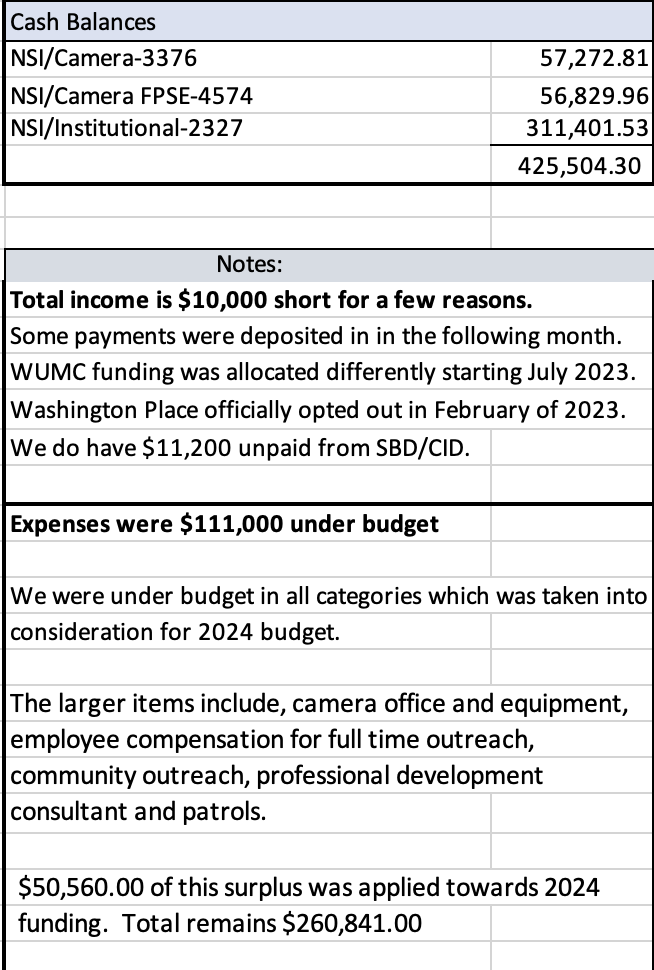 Cash Balances
NSI/Camera-3376 57,272.81
NSI/Camera FPSE-4574 56,829.96
NSI/Institutional-2327 311,401.53
425,504.30
Notes:
Total income is $10,000 short for a few reasons.
Some payments were deposited in in the following month.
WUMC funding was allocated differently starting July 2023.
Washington Place officially opted out in February of 2023.
We do have $11,200 unpaid from SBD/CID.
Expenses were $111,000 under budget
We were under budget in all categories which was taken into
consideration for 2024 budget.
The larger items include, camera office and equipment,
employee compensation for full time outreach,
community outreach, professional development
consultant and patrols.
$50,560.00 of this surplus was applied towards 2024
funding.  Total remains $260,841.00